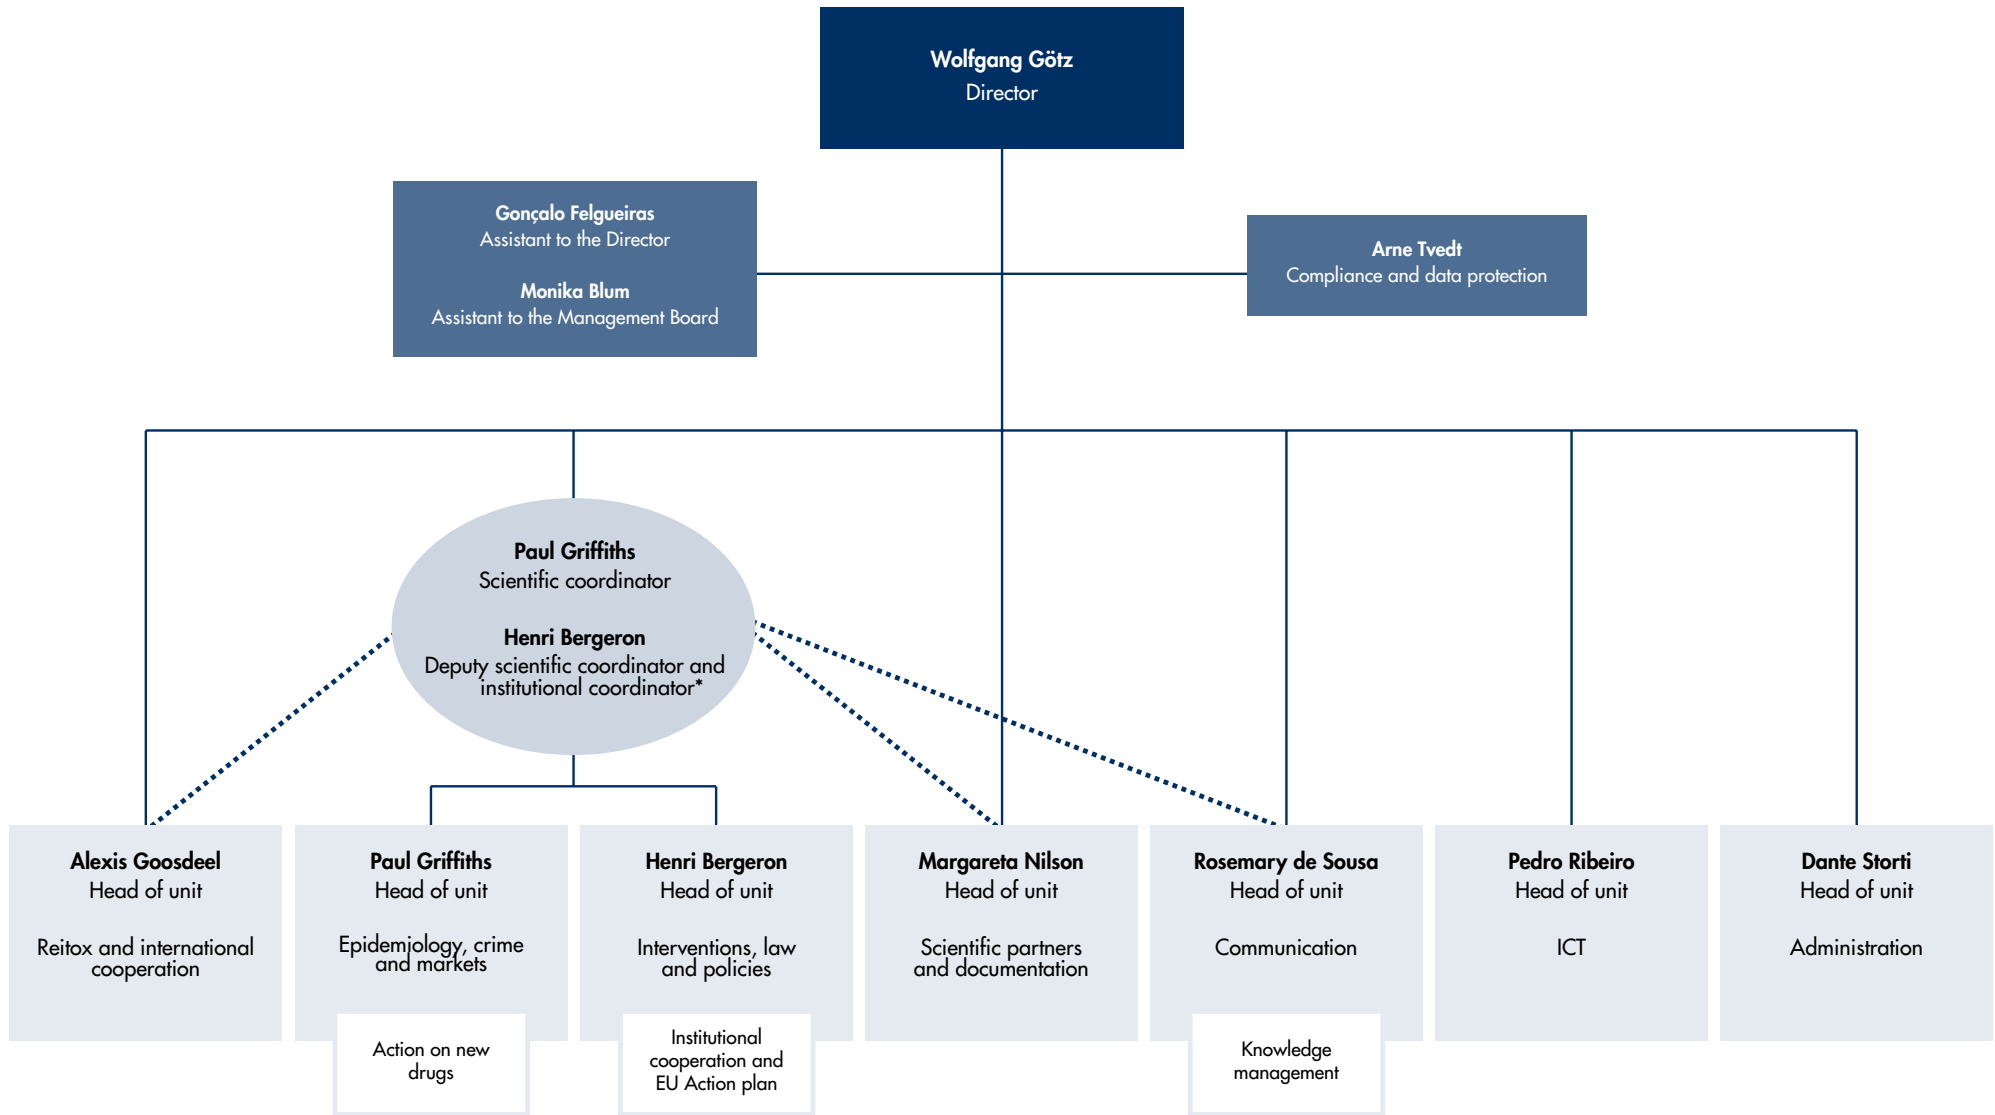 Wolfgang Götz
Director
Gonçalo Felgueiras
Assistant to the Director
Monika Blum
Assistant to the Management Board
Arne Tvedt
Compliance and data protection
Paul Griffiths
Scientific coordinator
Henri Bergeron
Deputy scientific coordinator and
institutional coordinator*
Alexis Goosdeel
Head of unit
Reitox and international
cooperation
Paul Griffiths
Head of unit
Epidemiology, crime
and markets
Action on new
drugs
Henri Bergeron
Head of unit
Interventions, law
and policies
Institutional
cooperation and
EU Action plan
Margareta Nilson
Head of unit
Scientific partners
and documentation
Rosemary de Sousa
Head of unit
Communication
Knowledge
management
Pedro Ribeiro
Head of unit
ICT
Dante Storti
Head of unit
Administration